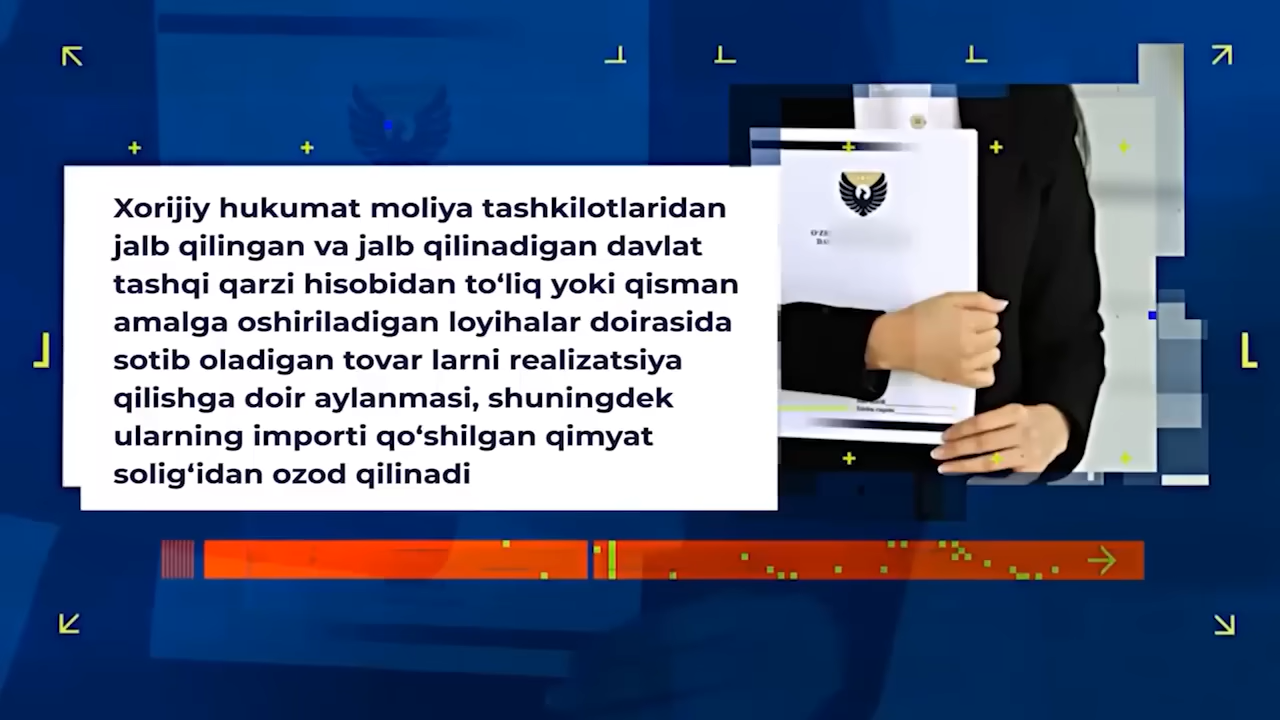 Xorijiy hukumat moliya tashkilotlaridan
jalb qilingan va jalb qilinadigan davlat
tashqi qarzi hisobidan to‘liq yoki qisman
amalga oshiriladigan loyihalar doirasida
sotib oladigan tovar larni realizatsiya
qilishga doir aylanmasi, shuningdek
ularning importi qo‘shilgan qimyat
solig‘idan ozod qilinadi